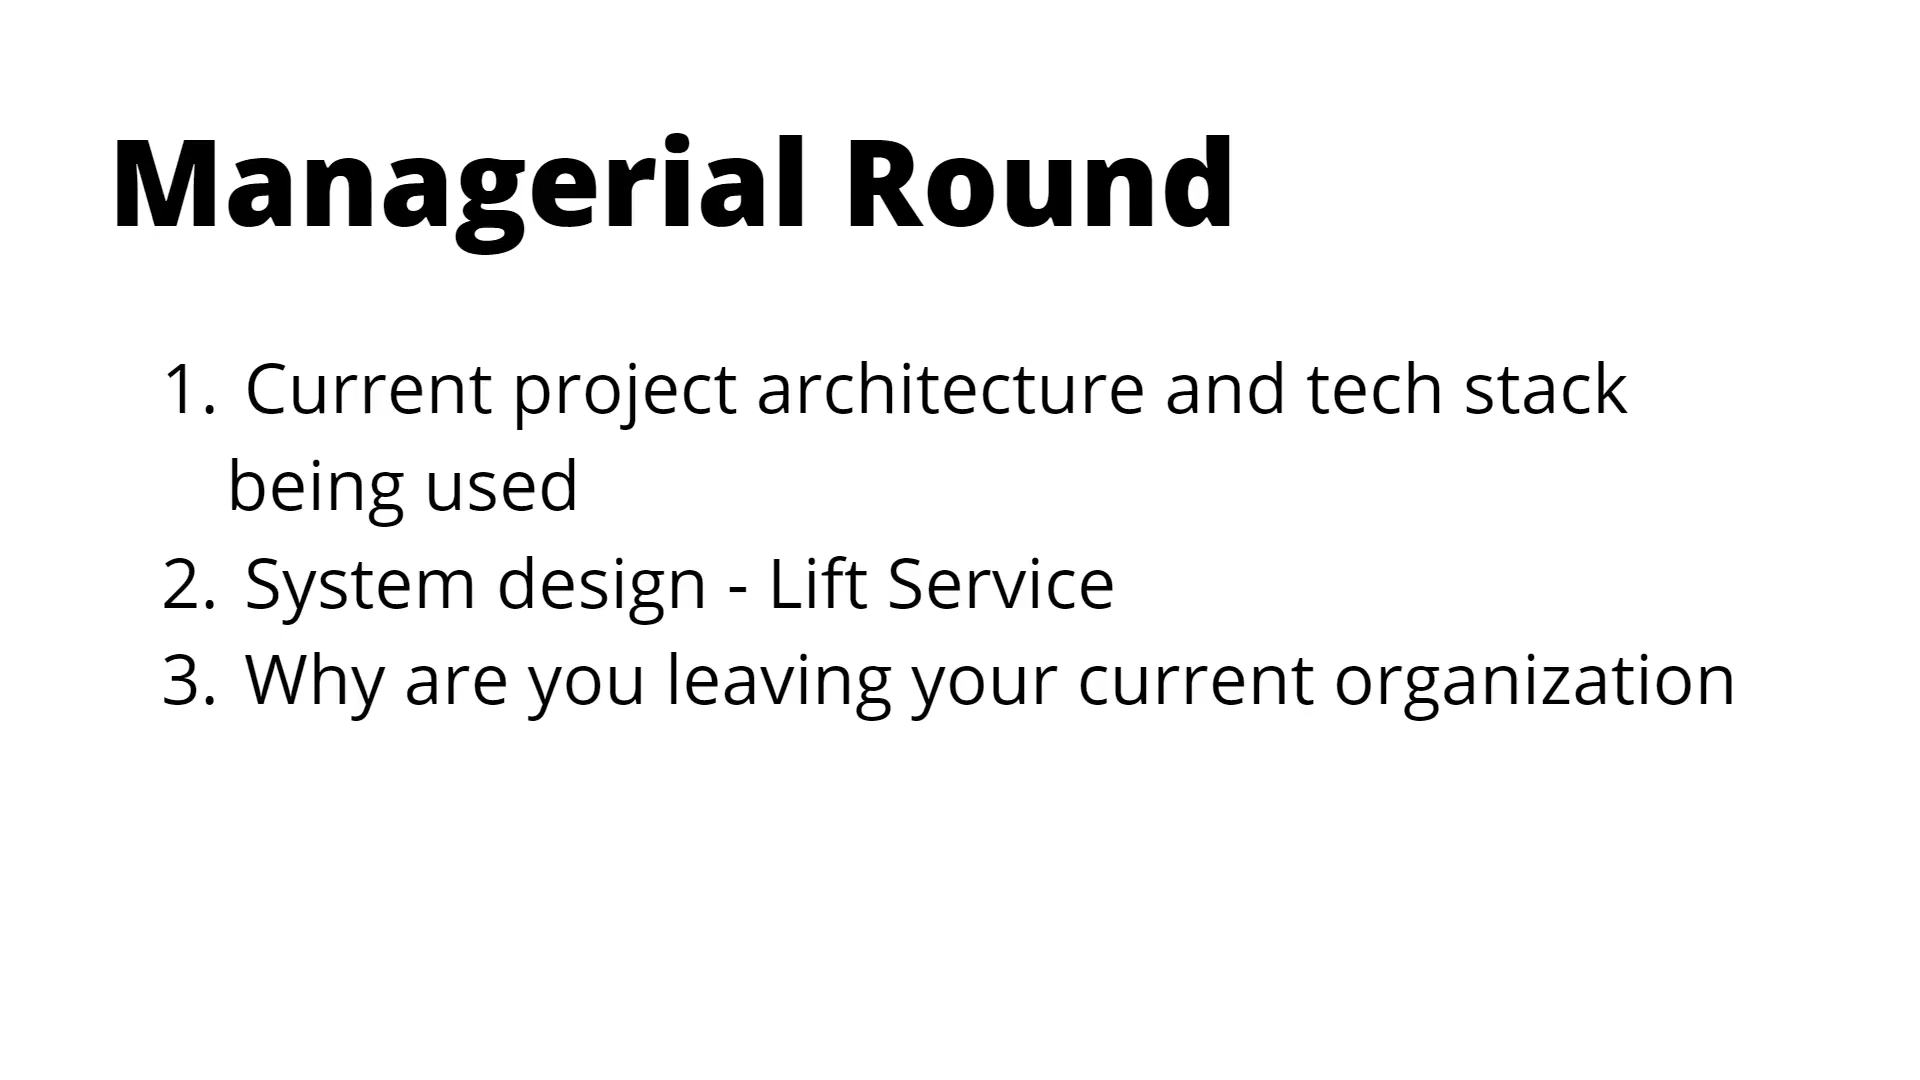 Managerial Round
1. Current project architecture and tech stack
being used
2. System design - Lift Service
3. Why are you leaving your current organization